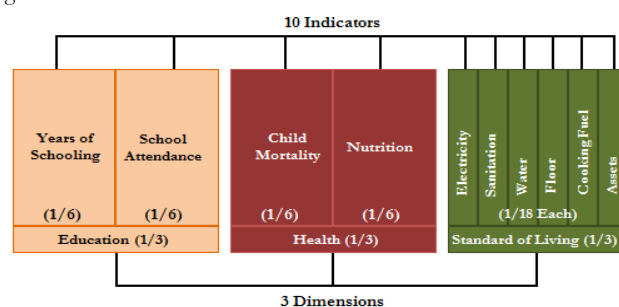 10 Indicators
Years of
Schooling
(1/6)
School
Attendance
(1/6)
Education (1/3)
Child
Mortality
(1/6)
Nutrition
(1/6)
Health (1/3)
Electricity
Sanitation
Water
Floor
Cooking Fuel
Assets
(1/18 Each)
Standard of Living (1/3)
3 Dimensions